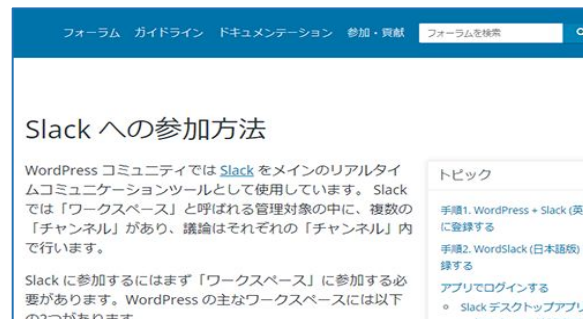 フォーラム ガイドライン ドキュメンテーション 参加・貢献 フォーラムを検索
Slack への参加方法
WordPress コミュニティでは Slack をメインのリアルタイ
ムコミュニケーションツールとして使用しています。 Slack
では「ワークスペース」と呼ばれる管理対象の中に、複数の
「チャンネル」があり、議論はそれぞれの「チャンネル」内
で行います。
Slack に参加するにはまず「ワークスペース」に参加する必
要があります。WordPress の主なワークスペースには以下
の2つがあります
トピック
手順1. WordPress + Slack (英
に登録する
手順2. WordSlack (日本語版)
録する
アプリでログインする
Slack デスクトップアプリ